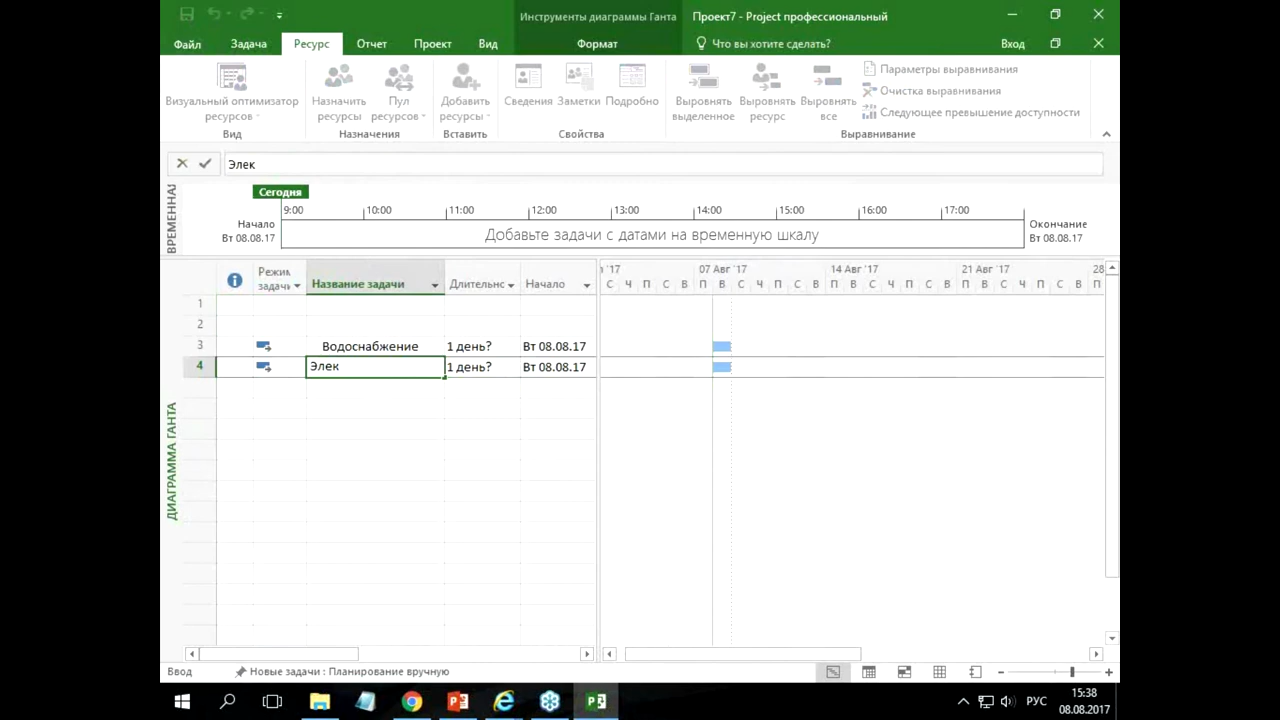 Инструменты диаграммы Ганта
Проект7 - Project профессиональный
Файл Задача Ресурс Отчет Проект Вид Формат Что вы хотите сделать? Вход
Визуальный оптимизатор ресурсов
Вид
Назначить ресурсы
Пул ресурсов
Назначения
Добавить ресурсы
Вставить
Сведения Заметки Подробно
Свойства
Выровнять выделенное
Выровнять ресурс
Выровнять все
Параметры выравнивания
Очистка выравнивания
Следующее превышение доступности
Выравнивание
Элек
ВРЕМЕННАЯ
Сегодня
9:00 10:00 11:00 12:00 13:00 14:00 15:00 16:00 17:00
Начало
Вт 08.08.17
Добавьте задачи с датами на временную шкалу
Окончание
Вт 08.08.17
Режим задачи
Название задачи
Длительнс
Начало
'17 07 Авг '17 14 Авг '17 21 Авг '17 28
С Ч П С В П В С Ч П С В П В С Ч П С В П В С Ч П С В П
1
2
3 Водоснабжение 1 день? Вт 08.08.17
4 Элек 1 день? Вт 08.08.17
ДИАГРАММА ГАНТА
Ввод
Новые задачи : Планирование вручную
РУС
15:38
08.08.2017